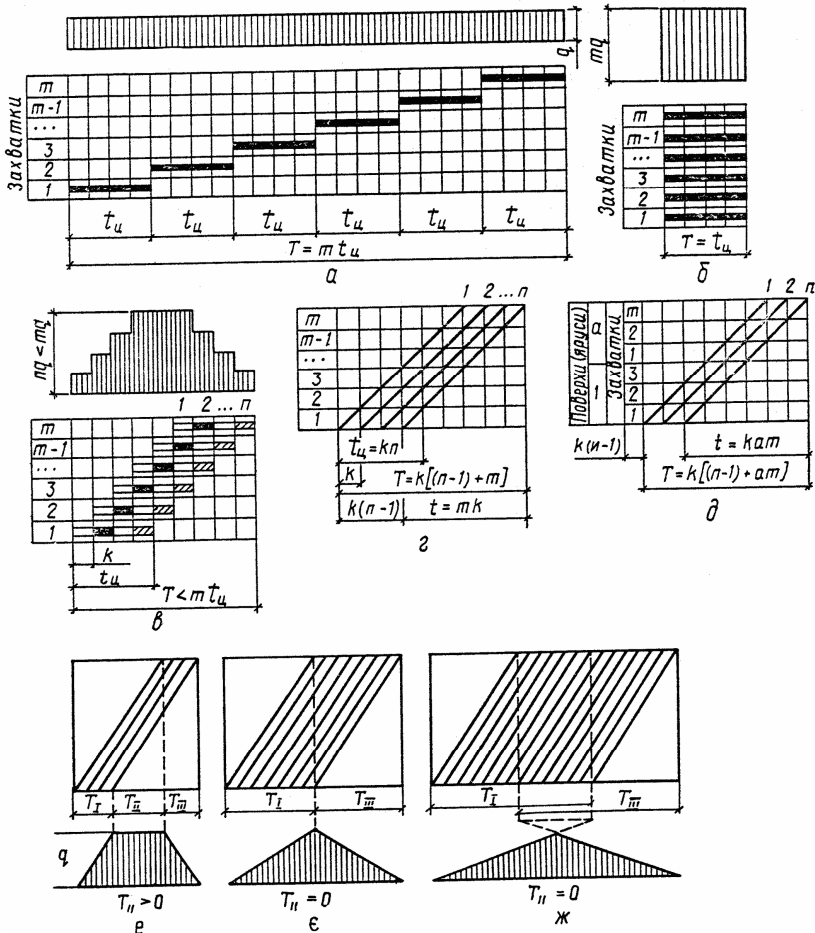 q
mq
Захватки
m
m-1
...
3
2
1
t_ц t_ц t_ц t_ц t_ц t_ц
T = m t_ц
а
Захватки
m
m-1
...
3
2
1
T = t_ц
б
nq < mq
1 2 ... n
m
m-1
...
3
2
1
k
t_ц
T < m t_ц
в
1 2 ... n
m
m-1
...
3
2
1
t_ц = kn
k
T = k[(n-1)+m]
k(n-1) t = mk
г
1 2 n
Поверхи (яруси)
а
1
Захватки
m
2
1
3
2
1
k(и-1)
t = kam
T = k[(n-1)+am]
д
T_I T_II T_III
q
T_II > 0
е
T_I T_III
T_II = 0
є
T_I T_III
T_II = 0
ж